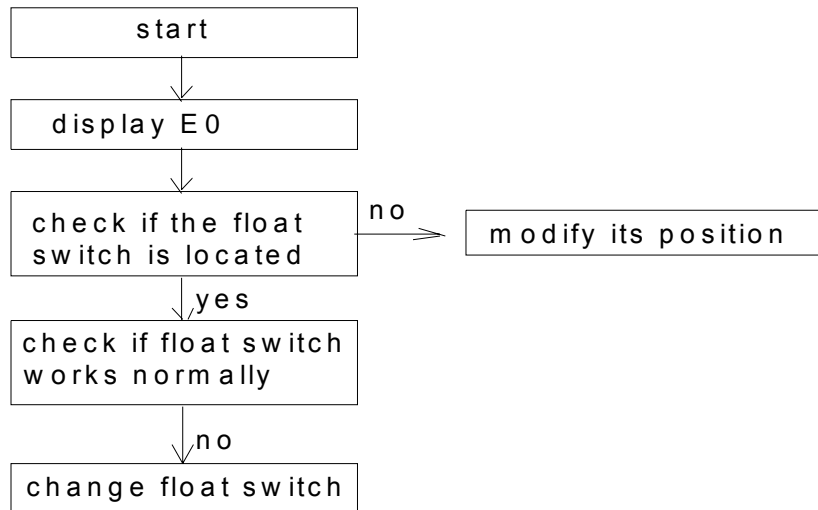 start
display E0
check if the float
switch is located
no
modify its position
yes
check if float switch
works normally
no
change float switch